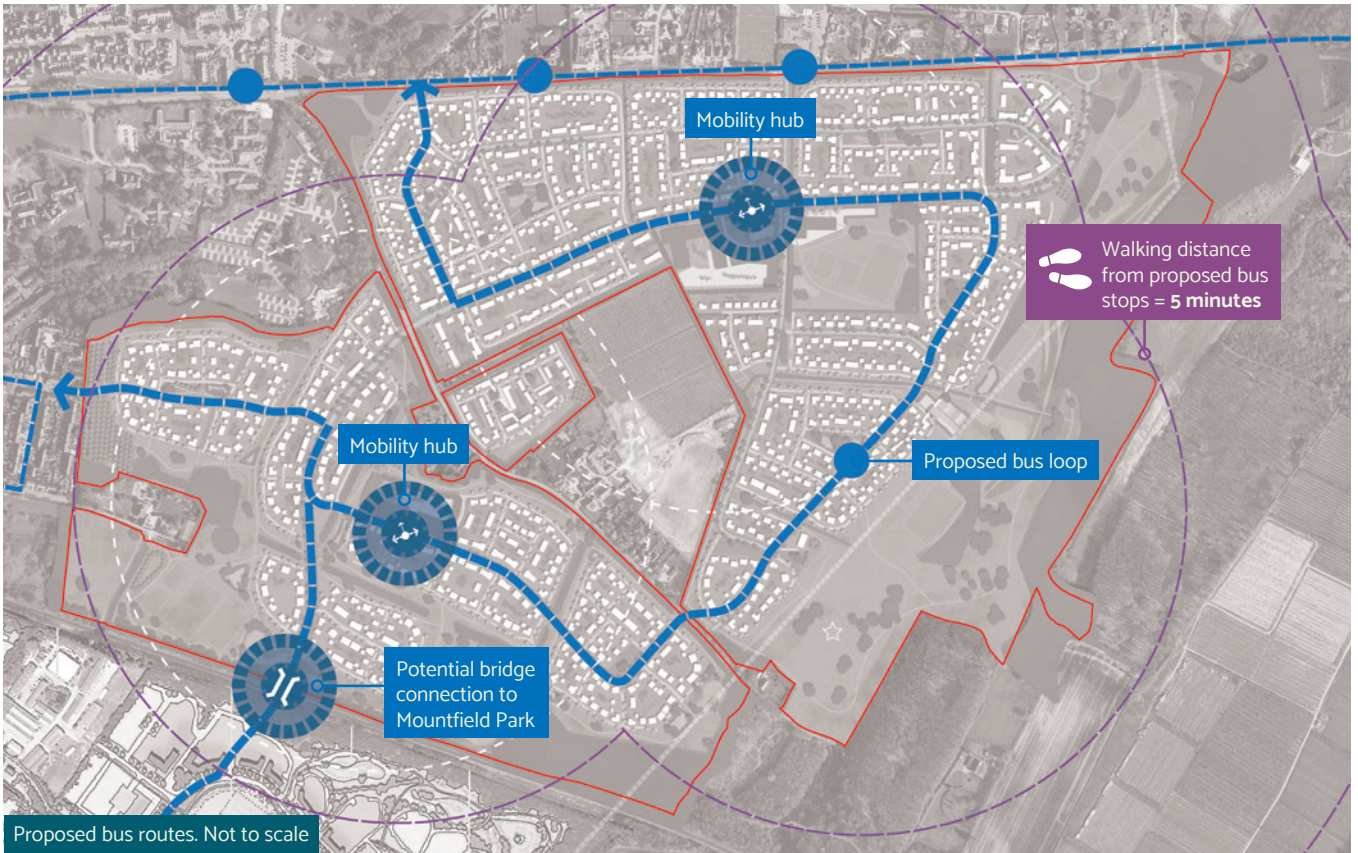 Mobility hub
Walking distance
from proposed bus
stops = 5 minutes
Mobility hub
Proposed bus loop
Potential bridge
connection to
Mountfield Park
Proposed bus routes. Not to scale